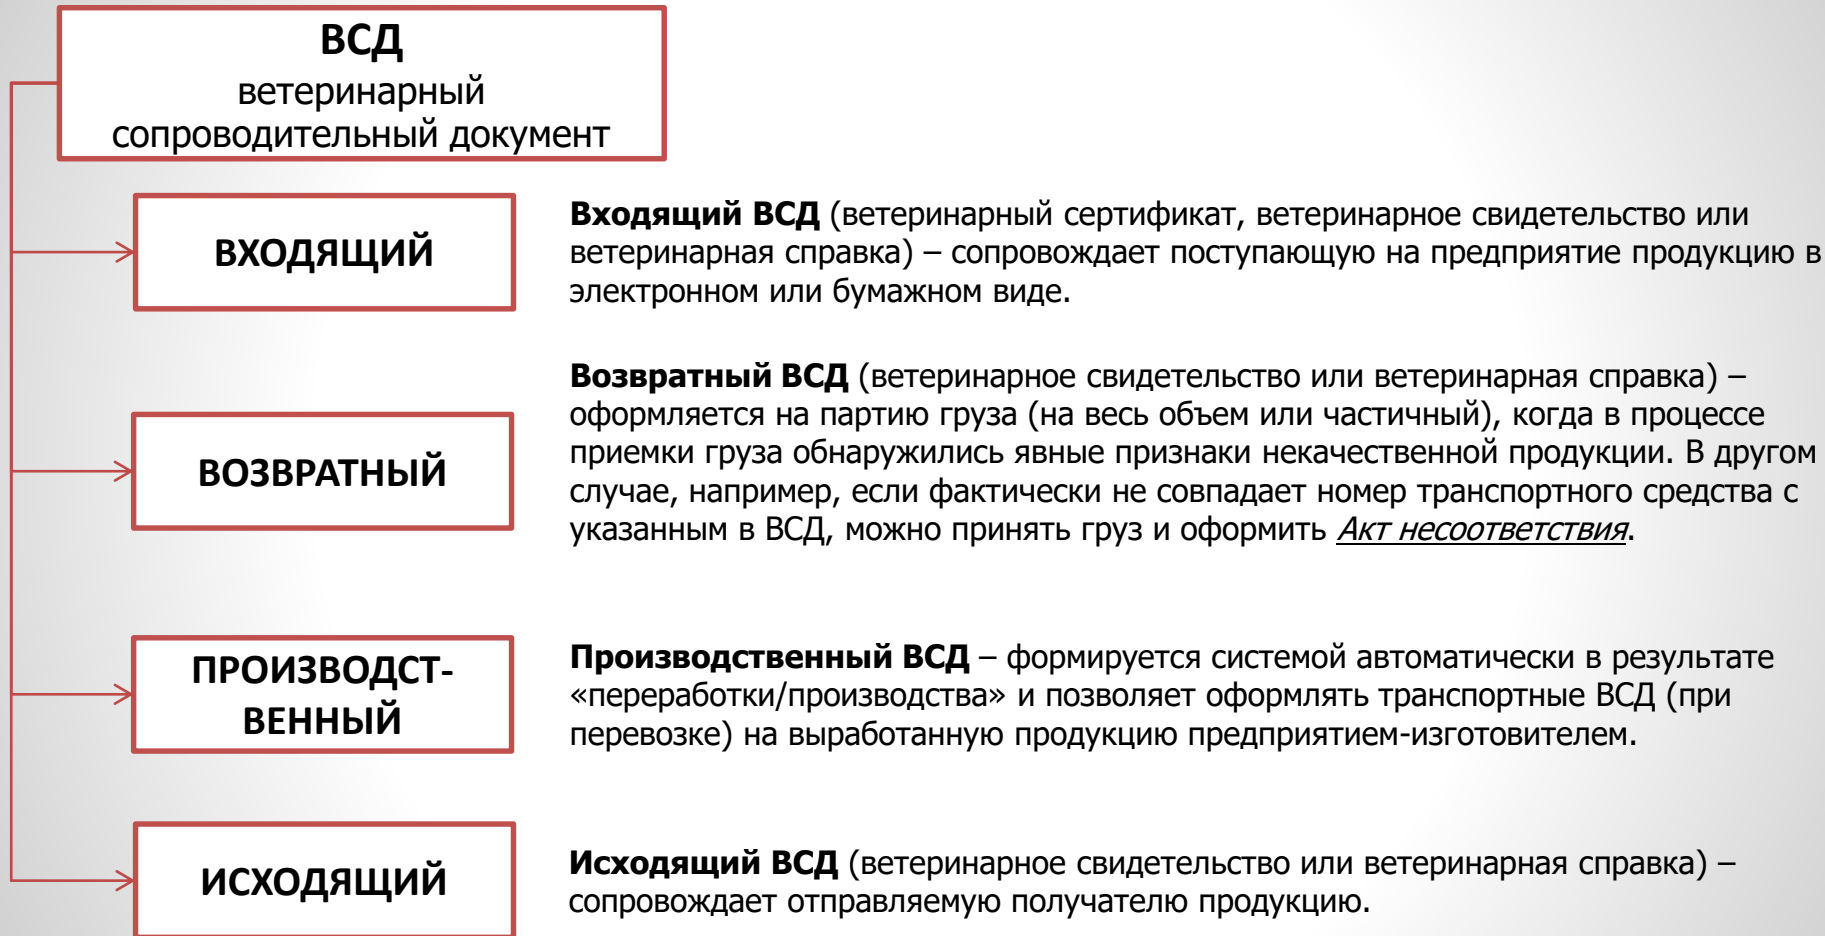 ВСД
ветеринарный
сопроводительный документ
ВХОДЯЩИЙ
Входящий ВСД (ветеринарный сертификат, ветеринарное свидетельство или
ветеринарная справка) – сопровождает поступающую на предприятие продукцию в
электронном или бумажном виде.
ВОЗВРАТНЫЙ
Возвратный ВСД (ветеринарное свидетельство или ветеринарная справка) –
оформляется на партию груза (на весь объем или частичный), когда в процессе
приемки груза обнаружились явные признаки некачественной продукции. В другом
случае, например, если фактически не совпадает номер транспортного средства с
указанным в ВСД, можно принять груз и оформить Акт несоответствия.
ПРОИЗВОДСТ-
ВЕННЫЙ
Производственный ВСД – формируется системой автоматически в результате
«переработки/производства» и позволяет оформлять транспортные ВСД (при
перевозке) на выработанную продукцию предприятием-изготовителем.
ИСХОДЯЩИЙ
Исходящий ВСД (ветеринарное свидетельство или ветеринарная справка) –
сопровождает отправляемую получателю продукцию.